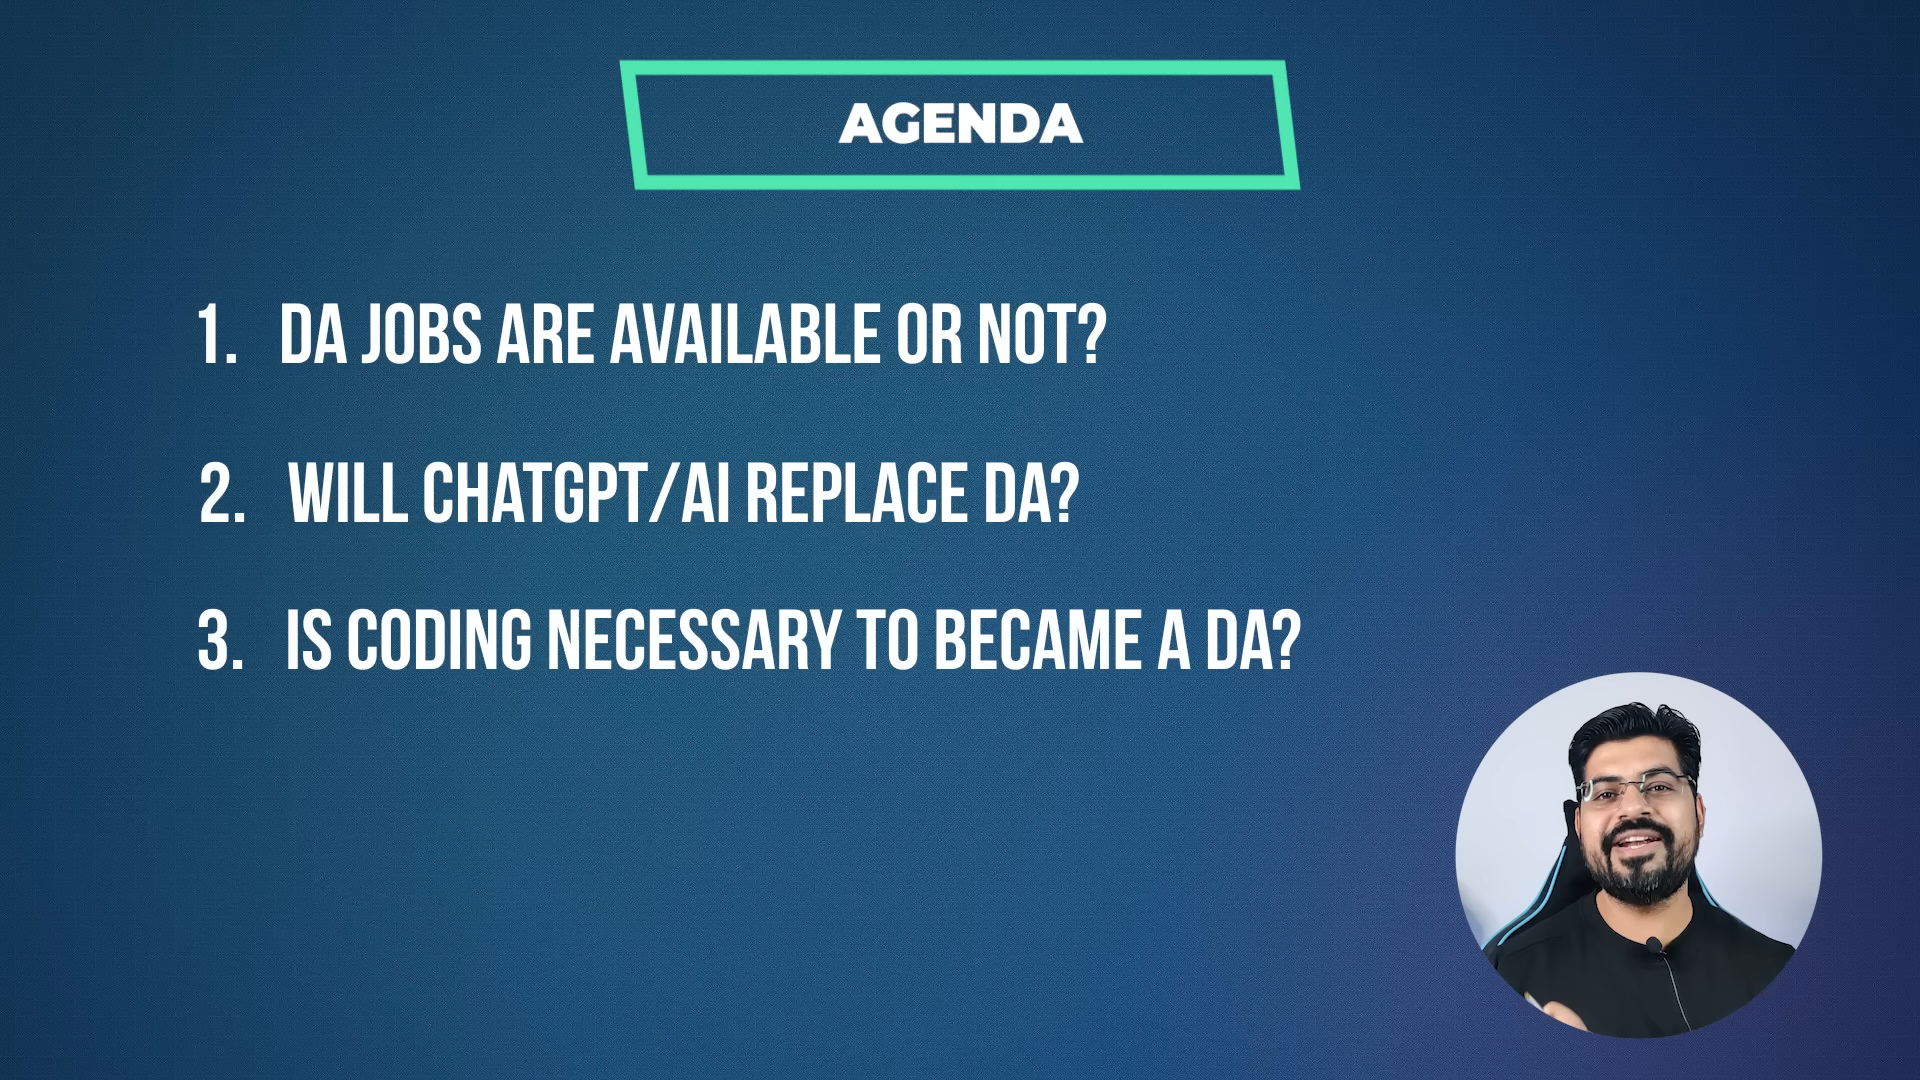 AGENDA
1. DA JOBS ARE AVAILABLE OR NOT?
2. WILL CHATGPT/AI REPLACE DA?
3. IS CODING NECESSARY TO BECAME A DA?